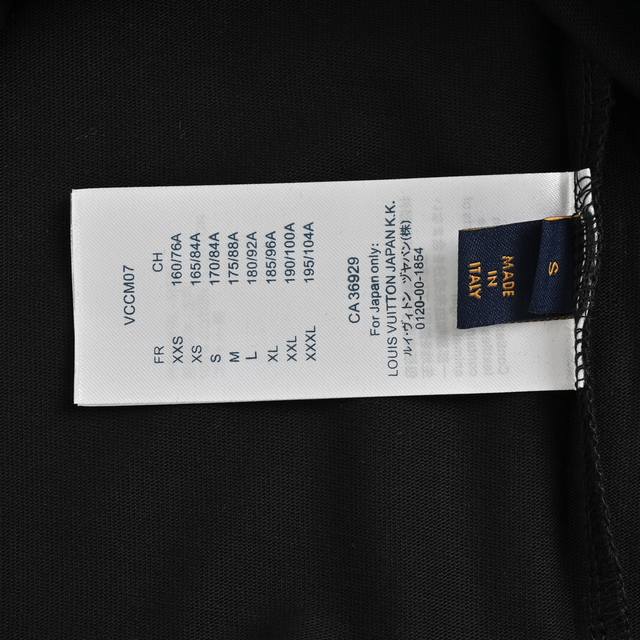 VCCM07
FR CH
XXS 160/76A
XS 165/84A
S 170/84A
M 175/88A
L 180/92A
XL 185/96A
XXL 190/100A
XXXL 195/104A
CA 36929
For Japan only:
LOUIS VUITTON JAPAN K.K.
ルイ・ヴィトン ジャパン(株)
0120-00-1854
MADE
IN
ITALY
S